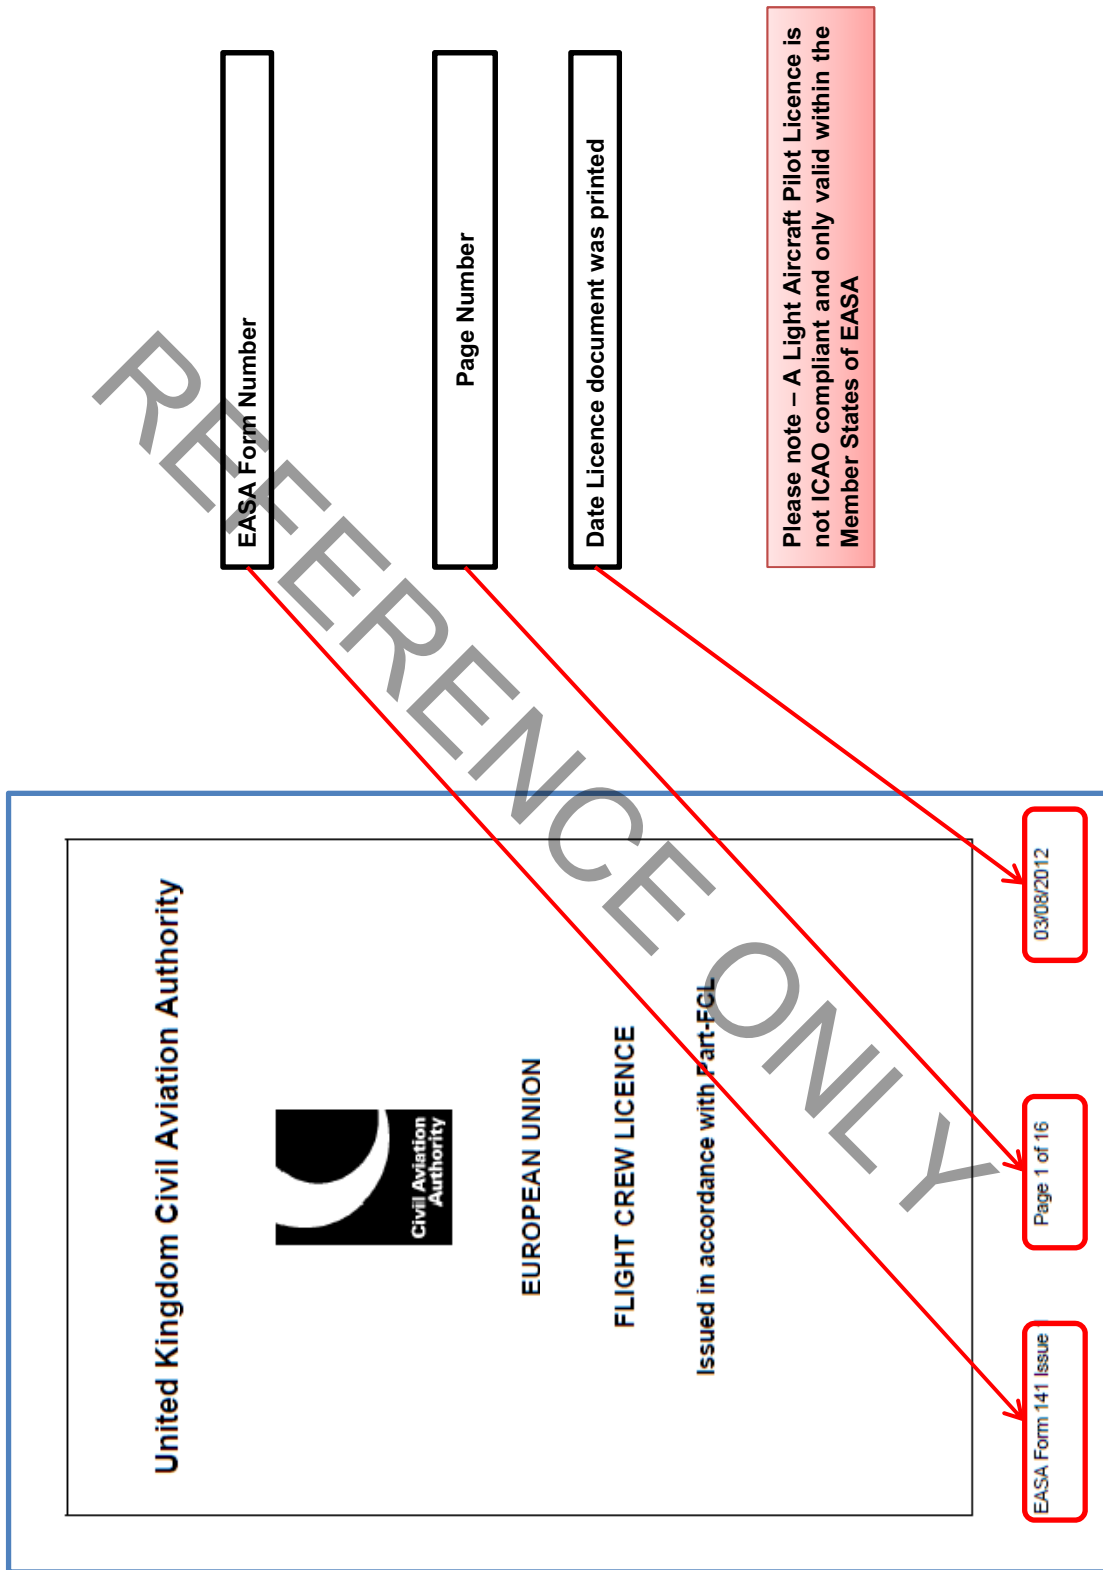 United Kingdom Civil Aviation Authority
Civil Aviation
Authority
EUROPEAN UNION
FLIGHT CREW LICENCE
Issued in accordance with Part-FCL
EASA Form 141 Issue 1
Page 1 of 16
03/08/2012
EASA Form Number
Page Number
Date Licence document was printed
Please note – A Light Aircraft Pilot Licence is
not ICAO compliant and only valid within the
Member States of EASA
REFERENCE ONLY